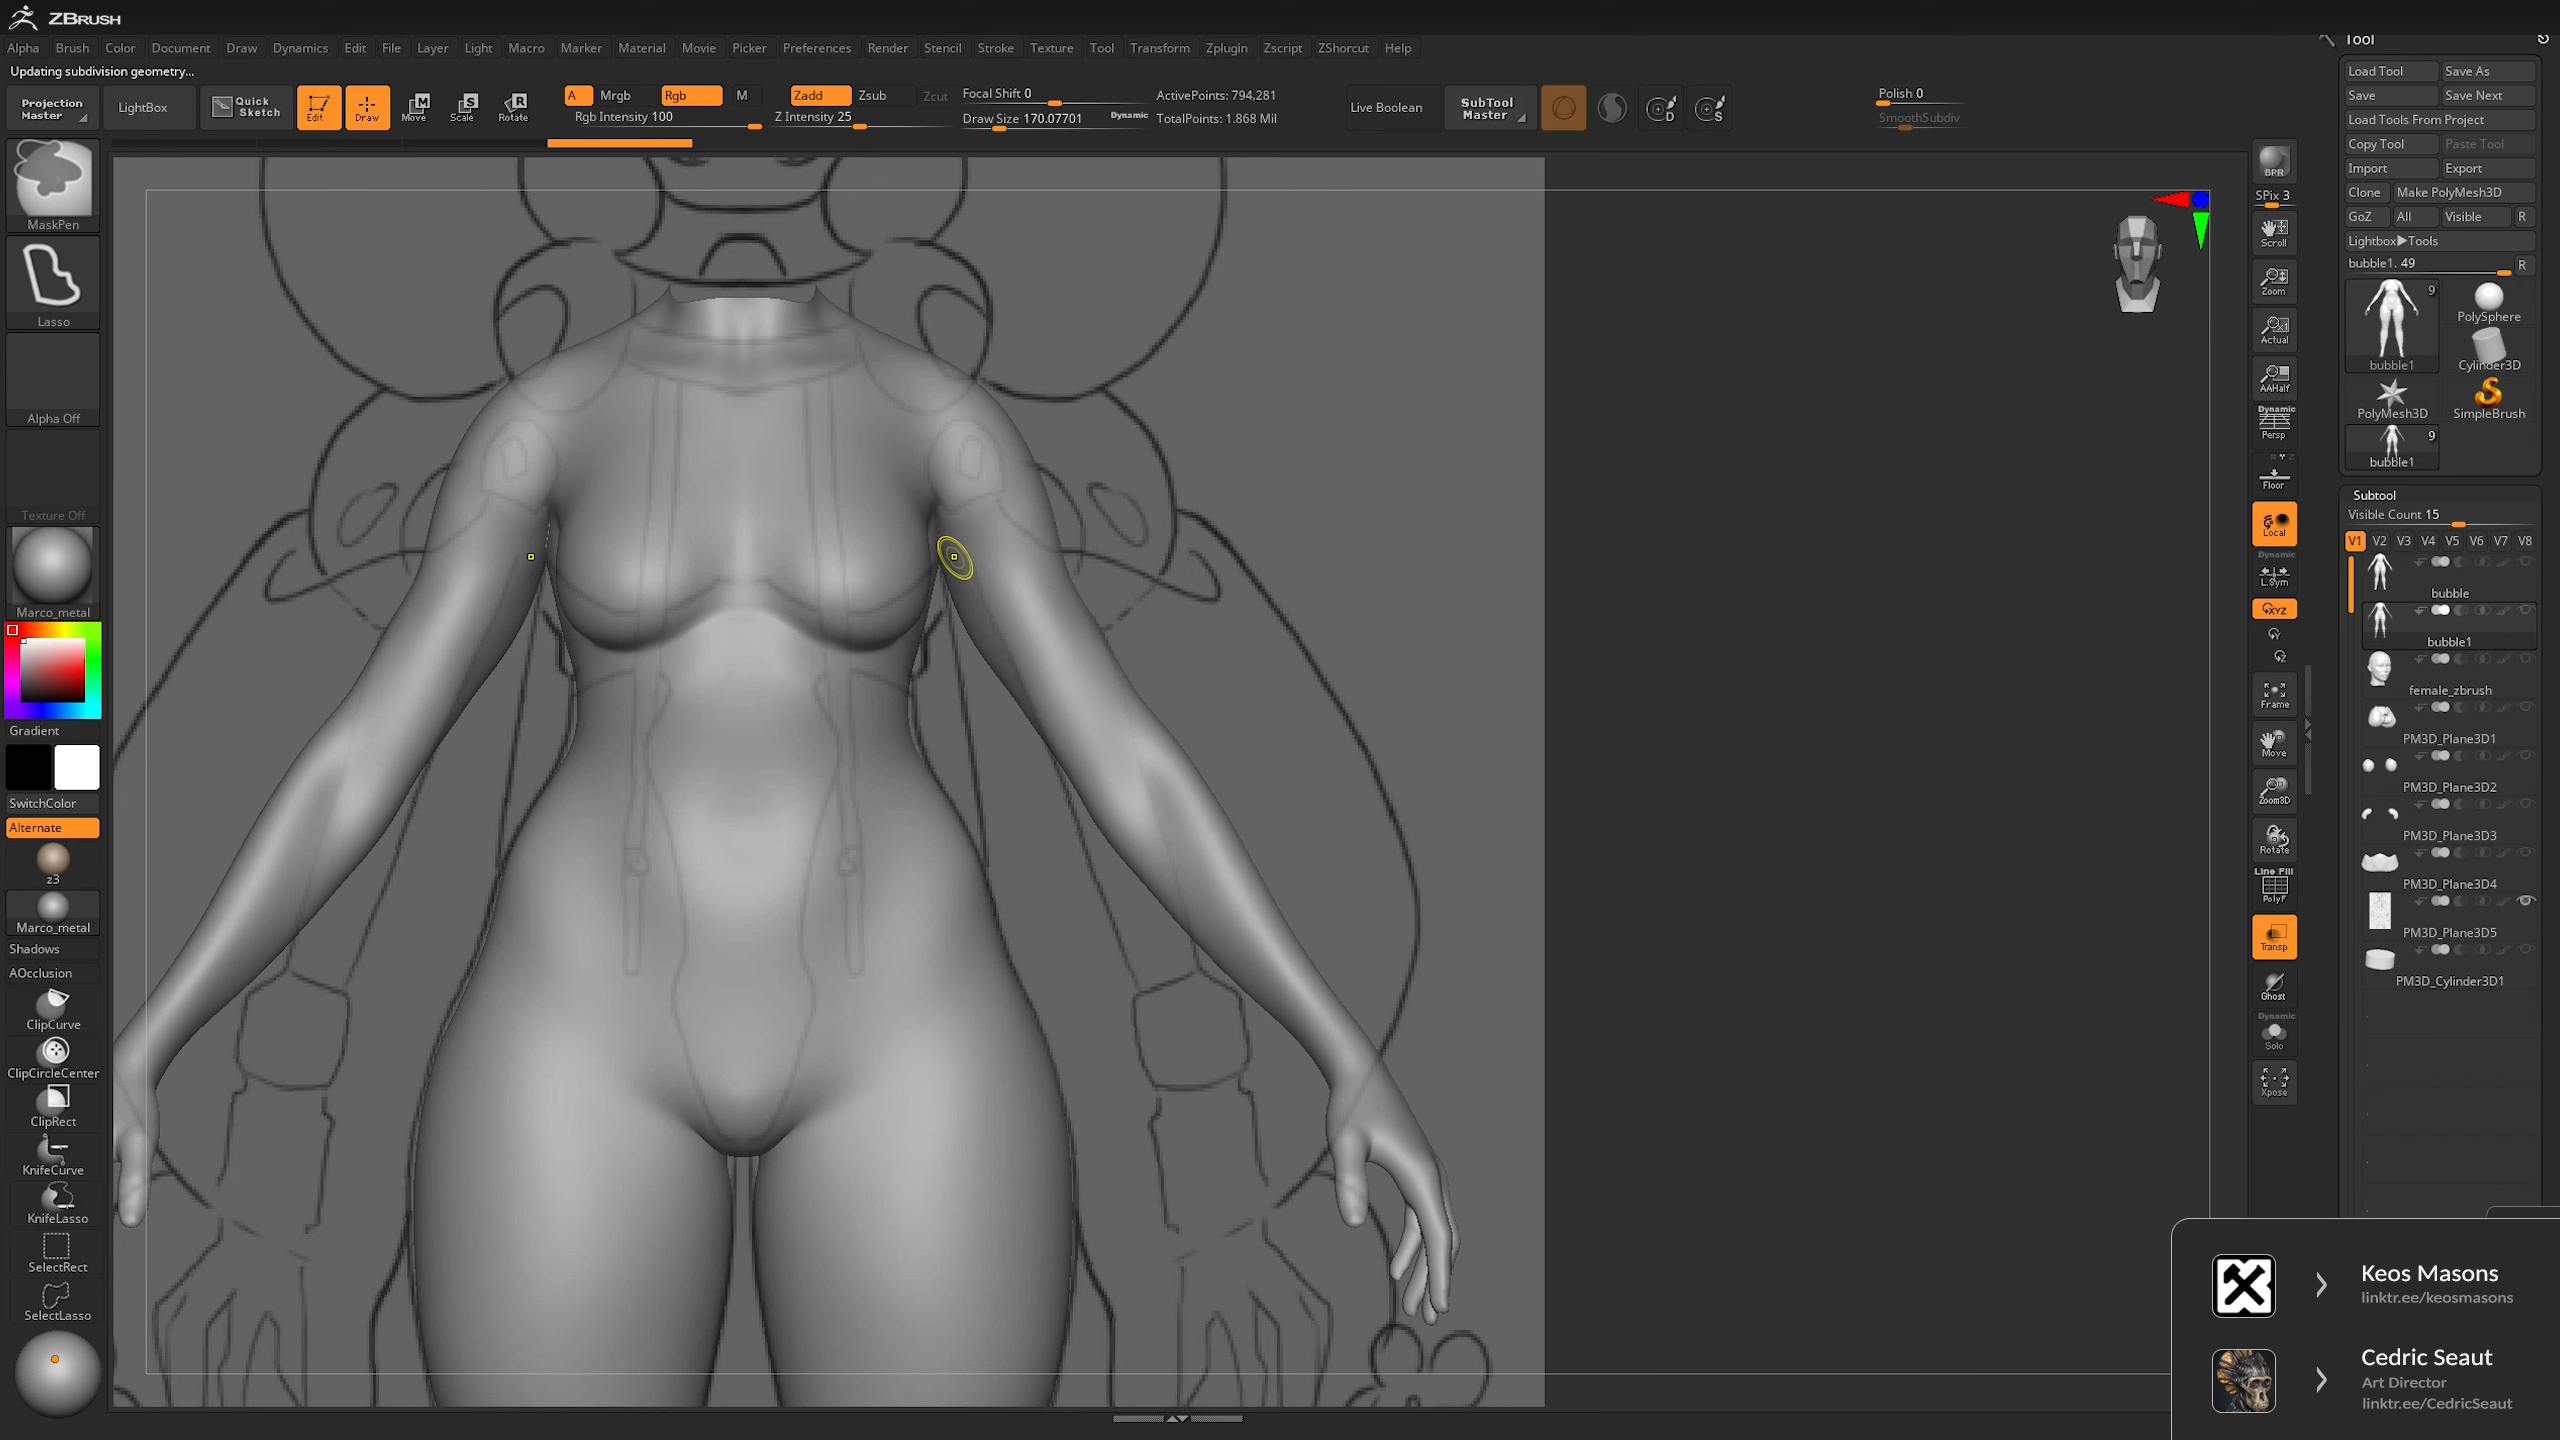 ZBRUSH
Alpha Brush Color Document Draw Dynamics Edit File Layer Light Macro Marker Material Movie Picker Preferences Render Stencil Stroke Texture Tool Transform Zplugin Zscript ZShorcut Help
Updating subdivision geometry...
Projection
Master
LightBox
Quick
Sketch
Edit
Draw
Move
Scale
Rotate
A
Mrgb
Rgb
M
Rgb Intensity 100
Zadd
Zsub
Zcut
Z Intensity 25
Focal Shift 0
Draw Size 170.07701
Dynamic
ActivePoints: 794,281
TotalPoints: 1.868 Mil
Live Boolean
SubTool
Master
D
S
Polish 0
SmoothSubdiv
MaskPen
Lasso
Alpha Off
Texture Off
Marco_metal
Gradient
SwitchColor
Alternate
z3
Marco_metal
Shadows
AOcclusion
ClipCurve
ClipCircleCenter
ClipRect
KnifeCurve
KnifeLasso
SelectRect
SelectLasso
BPR
SPix 3
Scroll
Zoom
Actual
AAHalf
Dynamic
Persp
Floor
Local
Dynamic
L.Sym
XYZ
Y
Z
Frame
Move
Zoom3D
Rotate
Line Fill
PolyF
Transp
Ghost
Dynamic
Solo
Xpose
Tool
Load Tool
Save As
Save
Save Next
Load Tools From Project
Copy Tool
Paste Tool
Import
Export
Clone
Make PolyMesh3D
GoZ
All
Visible
R
Lightbox▶Tools
bubble1. 49
R
9
bubble1
PolySphere
Cylinder3D
PolyMesh3D
SimpleBrush
9
bubble1
Subtool
Visible Count 15
V1 V2 V3 V4 V5 V6 V7 V8
bubble
bubble1
female_zbrush
PM3D_Plane3D1
PM3D_Plane3D2
PM3D_Plane3D3
PM3D_Plane3D4
PM3D_Plane3D5
PM3D_Cylinder3D1
Keos Masons
linktr.ee/keosmasons
Cedric Seaut
Art Director
linktr.ee/CedricSeaut